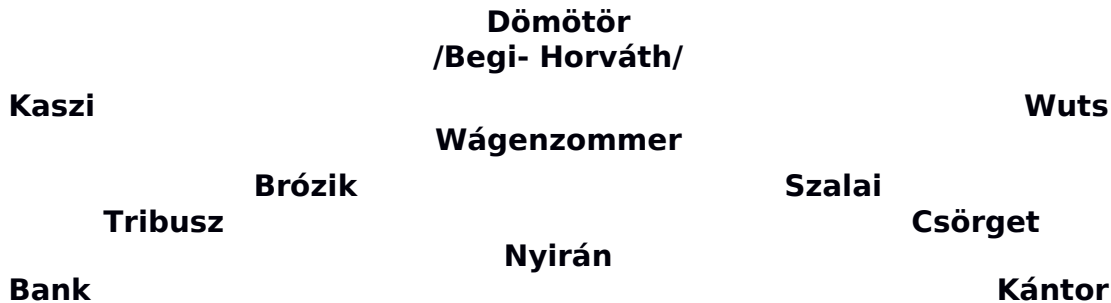 Dömötör
/Begi- Horváth/
Kaszi Wuts
Wágenzommer
Brózik Szalai
Tribusz Csörget
Nyirán
Bank Kántor